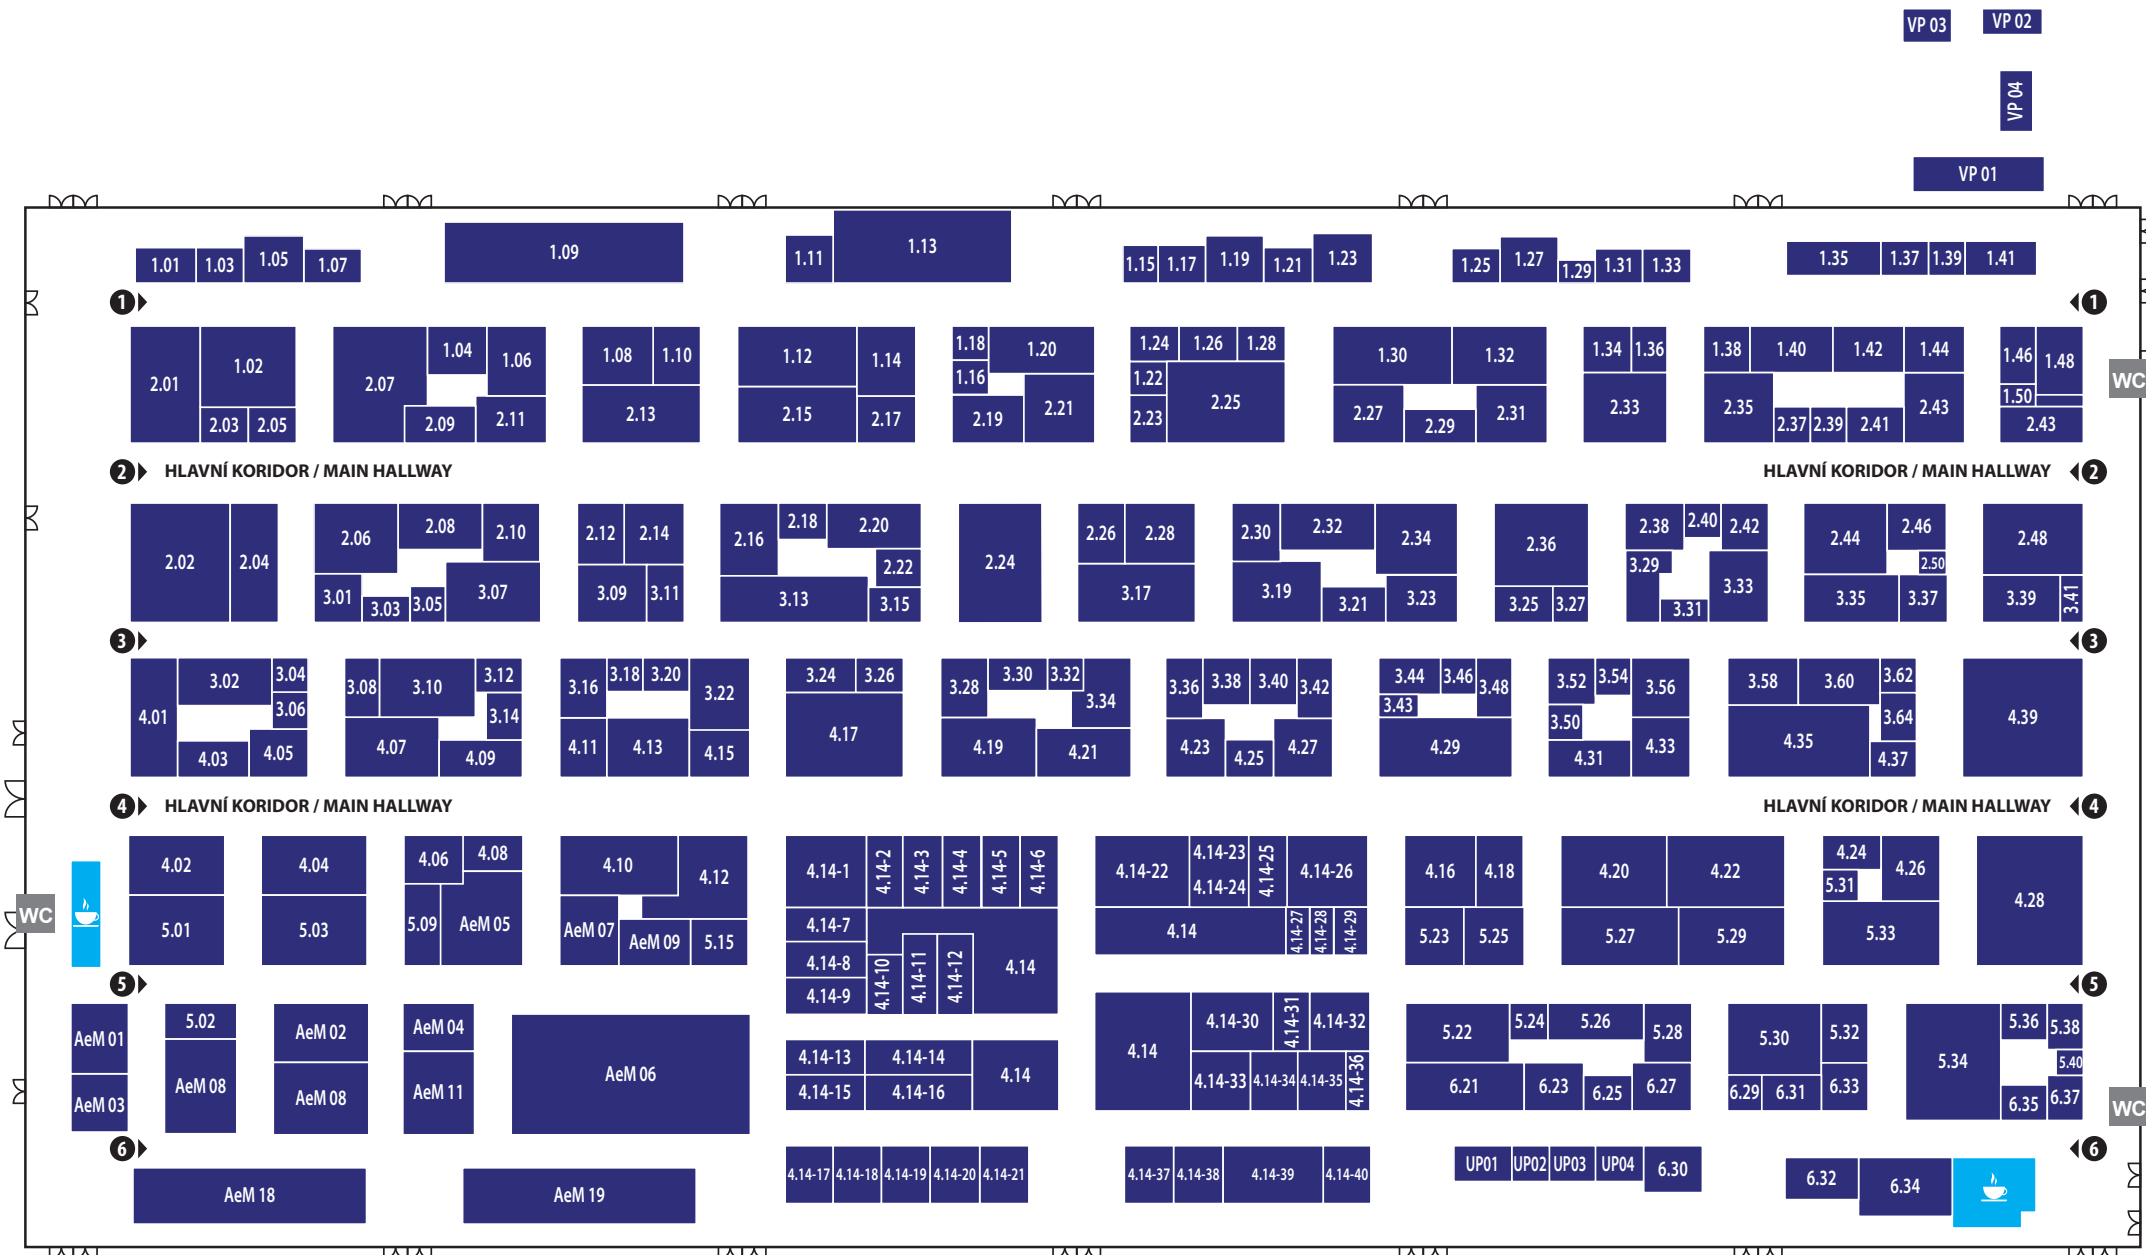 VP 03 VP 02
VP 04
VP 01
1.01 1.03 1.05 1.07 1.09 1.11 1.13 1.15 1.17 1.19 1.21 1.23 1.25 1.27 1.29 1.31 1.33 1.35 1.37 1.39 1.41
1 1
2.01 1.02 2.03 2.05
2.07 1.04 1.06 2.09 2.11
1.08 1.10 2.13
1.12 1.14 2.15 2.17
1.18 1.20 1.16 2.19 2.21
1.24 1.26 1.28 1.22 2.23 2.25
1.30 1.32 2.27 2.29 2.31
1.34 1.36 2.33
1.38 1.40 1.42 1.44 2.35 2.37 2.39 2.41 2.43
1.46 1.48 1.50 2.43
WC
2 HLAVNÍ KORIDOR / MAIN HALLWAY HLAVNÍ KORIDOR / MAIN HALLWAY 2
2.02 2.04
2.06 2.08 2.10 3.01 3.03 3.05 3.07
2.12 2.14 3.09 3.11
2.16 2.18 2.20 2.22 3.13 3.15
2.24
2.26 2.28 3.17
2.30 2.32 2.34 3.19 3.21 3.23
2.36 3.25 3.27
2.38 2.40 2.42 3.29 3.31 3.33
2.44 2.46 2.50 3.35 3.37
2.48 3.39 3.41
3 3
4.01 3.02 3.04 3.06 4.03 4.05
3.08 3.10 3.12 3.14 4.07 4.09
3.16 3.18 3.20 3.22 4.11 4.13 4.15
3.24 3.26 4.17
3.28 3.30 3.32 3.34 4.19 4.21
3.36 3.38 3.40 3.42 4.23 4.25 4.27
3.44 3.46 3.48 3.43 4.29
3.52 3.54 3.56 3.50 4.31 4.33
3.58 3.60 3.62 3.64 4.35 4.37
4.39
4 HLAVNÍ KORIDOR / MAIN HALLWAY HLAVNÍ KORIDOR / MAIN HALLWAY 4
WC
4.02 5.01
4.04 5.03
4.06 4.08 5.09 AeM 05
4.10 4.12 AeM 07 AeM 09 5.15
4.14-1 4.14-2 4.14-3 4.14-4 4.14-5 4.14-6
4.14-7 4.14-8 4.14-9 4.14-10 4.14-11 4.14-12 4.14
4.14-22 4.14-23 4.14-24 4.14-25 4.14-26
4.14 4.14-27 4.14-28 4.14-29
4.16 4.18 5.23 5.25
4.20 4.22 5.27 5.29
4.24 4.26 5.31 5.33
4.28
5 5
AeM 01 AeM 03
5.02 AeM 08
AeM 02 AeM 08
AeM 04 AeM 11
AeM 06
4.14-13 4.14-14 4.14-15 4.14-16 4.14
4.14 4.14-30 4.14-31 4.14-32 4.14-33 4.14-34 4.14-35 4.14-36
5.22 5.24 5.26 5.28 6.21 6.23 6.25 6.27
5.30 5.32 6.29 6.31 6.33
5.34 5.36 5.38 5.40 6.35 6.37
WC
6 6
AeM 18 AeM 19
4.14-17 4.14-18 4.14-19 4.14-20 4.14-21
4.14-37 4.14-38 4.14-39 4.14-40
UP01 UP02 UP03 UP04 6.30
6.32 6.34